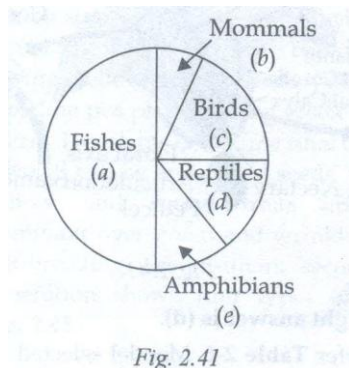 Mommals
(b)
Birds
(c)
Fishes
(a)
Reptiles
(d)
Amphibians
(e)
Fig. 2.41